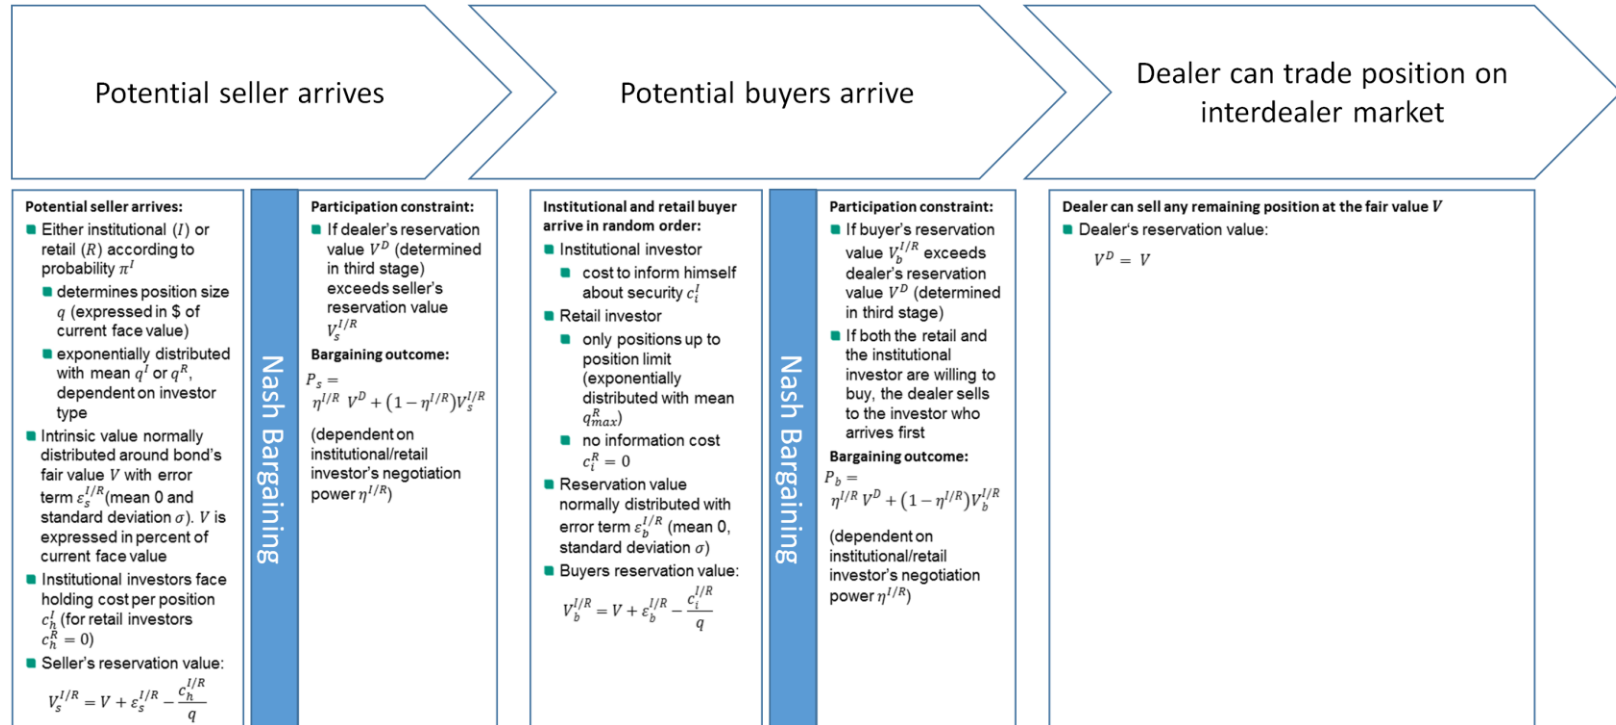 Potential seller arrives
Potential buyers arrive
Dealer can trade position on
interdealer market
Potential seller arrives:
Either institutional (I) or
retail (R) according to
probability π^I
determines position size
q (expressed in $ of
current face value)
exponentially distributed
with mean q^I or q^R,
dependent on investor
type
Intrinsic value normally
distributed around bond's
fair value V with error
term ε_s^{I/R}(mean 0 and
standard deviation σ). V is
expressed in percent of
current face value
Institutional investors face
holding cost per position
c_h^I (for retail investors
c_h^R = 0)
Seller's reservation value:
V_s^{I/R} = V + ε_s^{I/R} − c_h^{I/R}/q
Nash Bargaining
Participation constraint:
If dealer's reservation
value V^D (determined
in third stage)
exceeds seller's
reservation value
V_s^{I/R}
Bargaining outcome:
P_s =
η^{I/R} V^D + (1 − η^{I/R})V_s^{I/R}
(dependent on
institutional/retail
investor's negotiation
power η^{I/R})
Institutional and retail buyer
arrive in random order:
Institutional investor
cost to inform himself
about security c_i^I
Retail investor
only positions up to
position limit
(exponentially
distributed with mean
q_{max}^R)
no information cost
c_i^R = 0
Reservation value
normally distributed with
error term ε_b^{I/R} (mean 0,
standard deviation σ)
Buyers reservation value:
V_b^{I/R} = V + ε_b^{I/R} − c_i^{I/R}/q
Nash Bargaining
Participation constraint:
If buyer's reservation
value V_b^{I/R} exceeds
dealer's reservation
value V^D (determined
in third stage)
If both the retail and
the institutional
investor are willing to
buy, the dealer sells
to the investor who
arrives first
Bargaining outcome:
P_b =
η^{I/R} V^D + (1 − η^{I/R})V_b^{I/R}
(dependent on
institutional/retail
investor's negotiation
power η^{I/R})
Dealer can sell any remaining position at the fair value V
Dealer's reservation value:
V^D = V